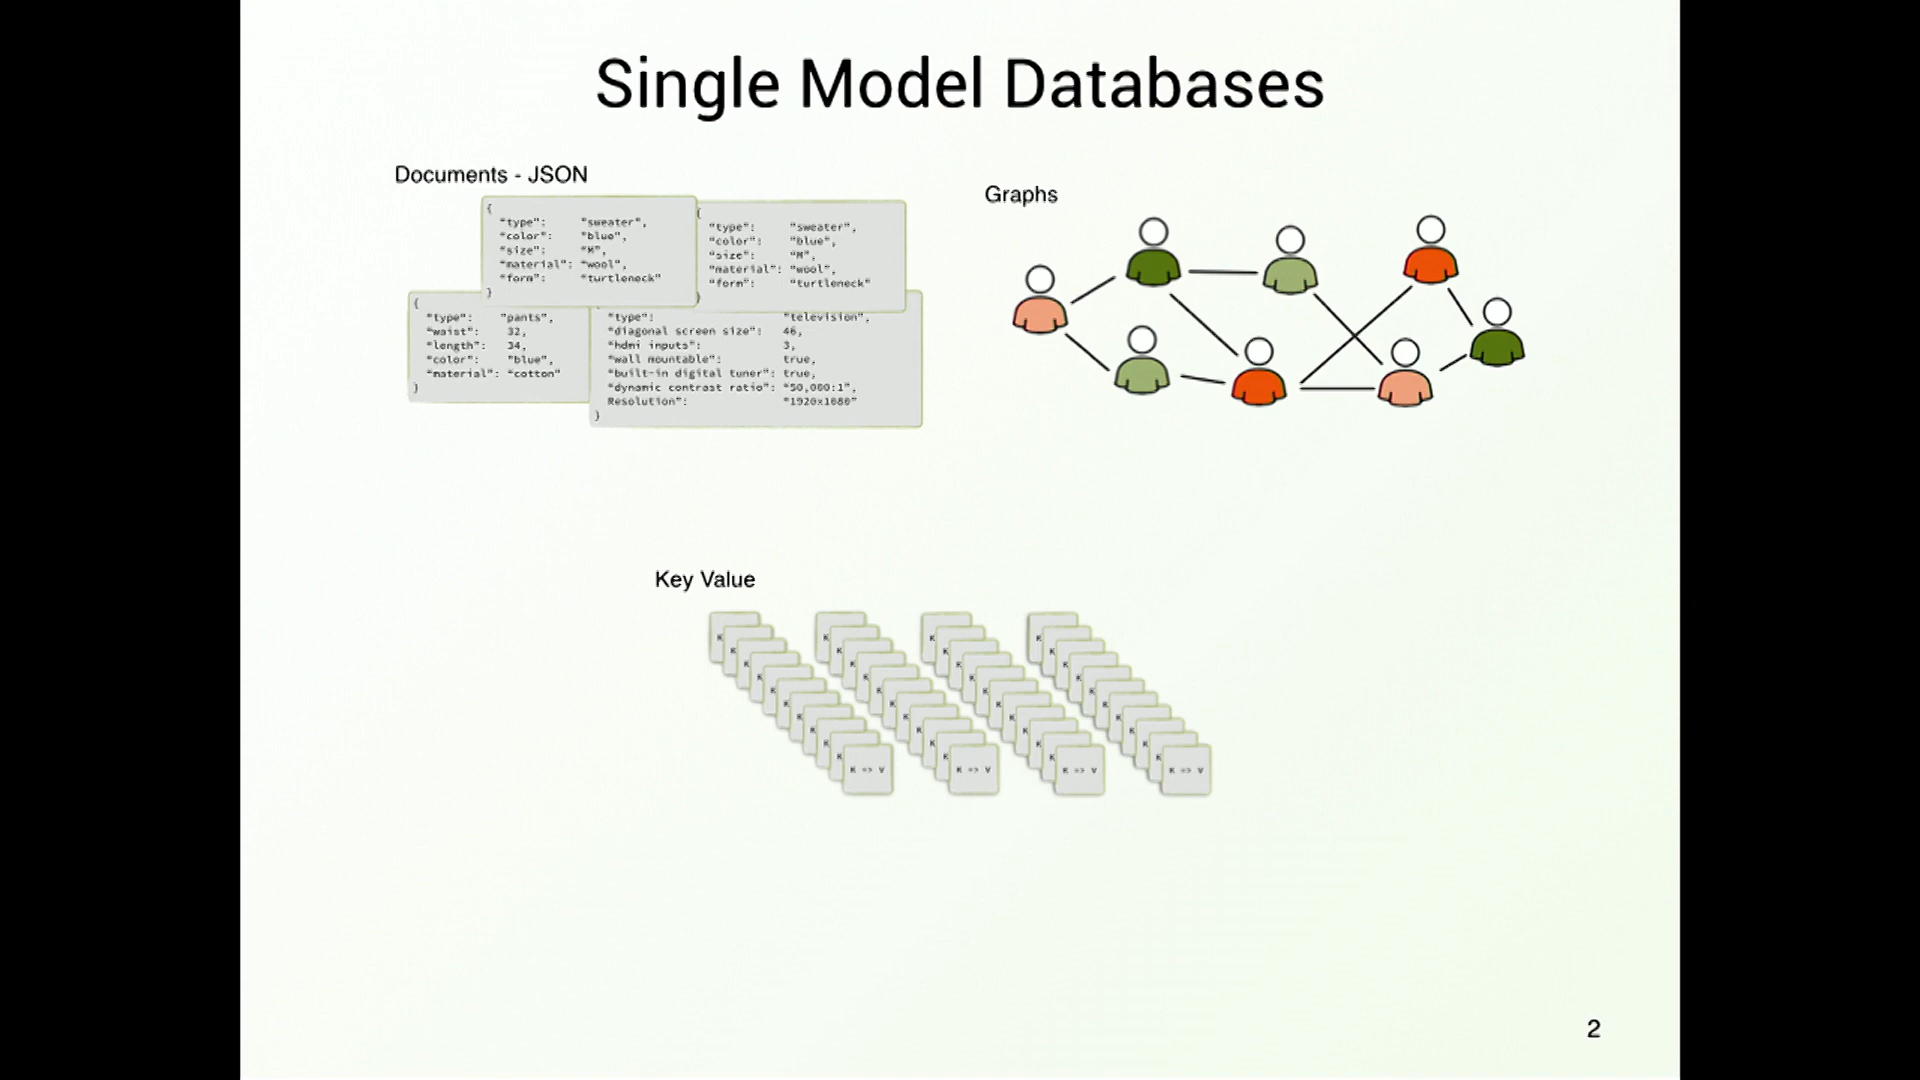 Single Model Databases
Documents - JSON
{
"type": "sweater",
"color": "blue",
"size": "M",
"material": "wool",
"form": "turtleneck"
}
{
"type": "sweater",
"color": "blue",
"size": "M",
"material": "wool",
"form": "turtleneck"
}
{
"type": "pants",
"waist": 32,
"length": 34,
"color": "blue",
"material": "cotton"
}
{
"type": "television",
"diagonal screen size": 46,
"hdmi inputs": 3,
"wall mountable": true,
"built-in digital tuner": true,
"dynamic contrast ratio": "50,000:1",
Resolution": "1920x1080"
}
Graphs
Key Value
K K K K
K K K K
K K K K
K K K K
K K K K
K K K K
K K K K
K K K K
K K K K
K K K K
K => V K => V K => V K => V
2